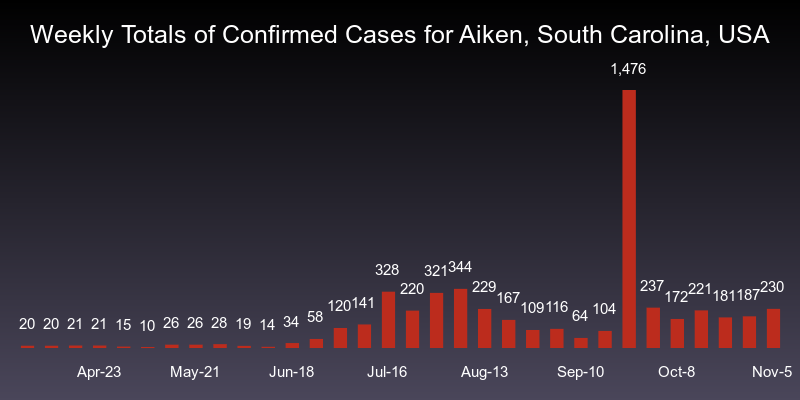 Weekly Totals of Confirmed Cases for Aiken, South Carolina, USA
1,476
20 20 21 21 15 10 26 26 28 19 14 34 58 120 141 328 220 321 344 229 167 109 116 64 104 237 172 221 181 187 230
Apr-23 May-21 Jun-18 Jul-16 Aug-13 Sep-10 Oct-8 Nov-5